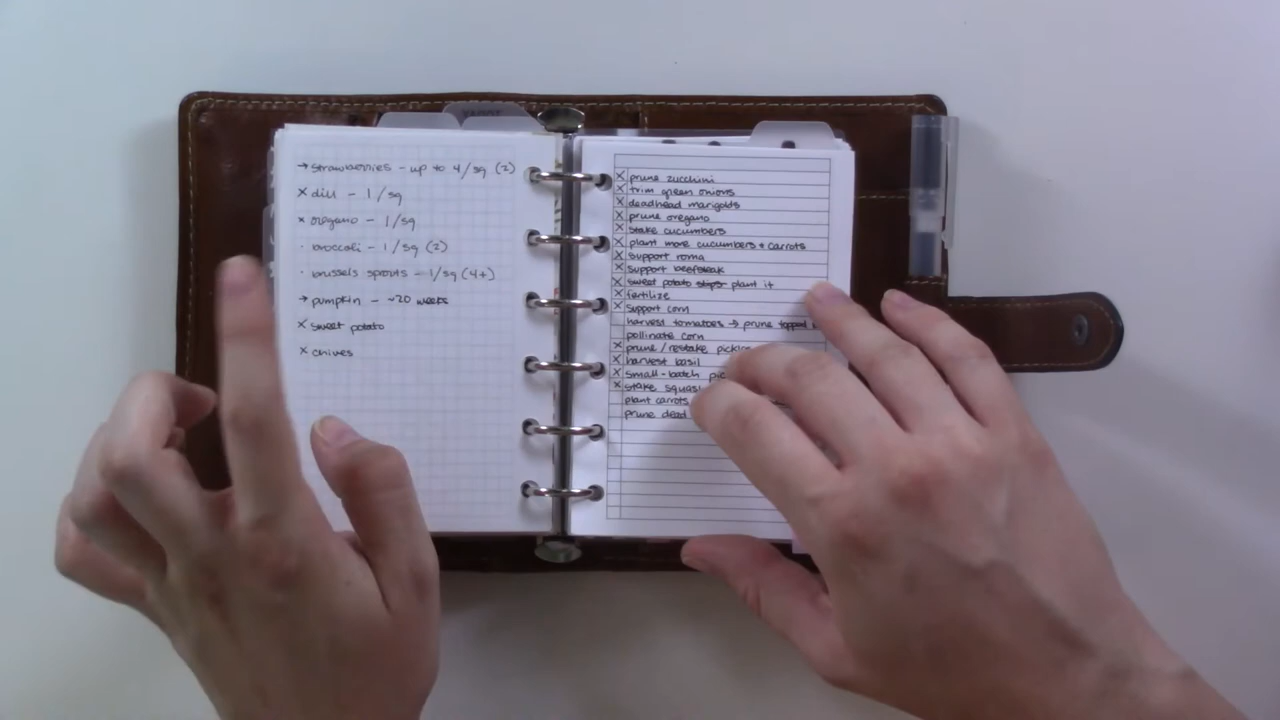 → strawberries - up to 4/sq (2)
× dill - 1/sq
× oregano - 1/sq
· broccoli - 1/sq (2)
· brussels sprouts - 1/sq (4+)
→ pumpkin - ~20 weeks
× sweet potato
× chives
× prune zucchini
× trim green onions
× deadhead marigolds
× prune oregano
× stake cucumbers
× plant more cucumbers + carrots
× support roma
× support beefsteak
× sweet potato slips plant it
× fertilize
× support corn
harvest tomatoes → prune topped
pollinate corn
× prune/restake
× harvest basil
× small-batch
× stake
plant carrots
prune dead